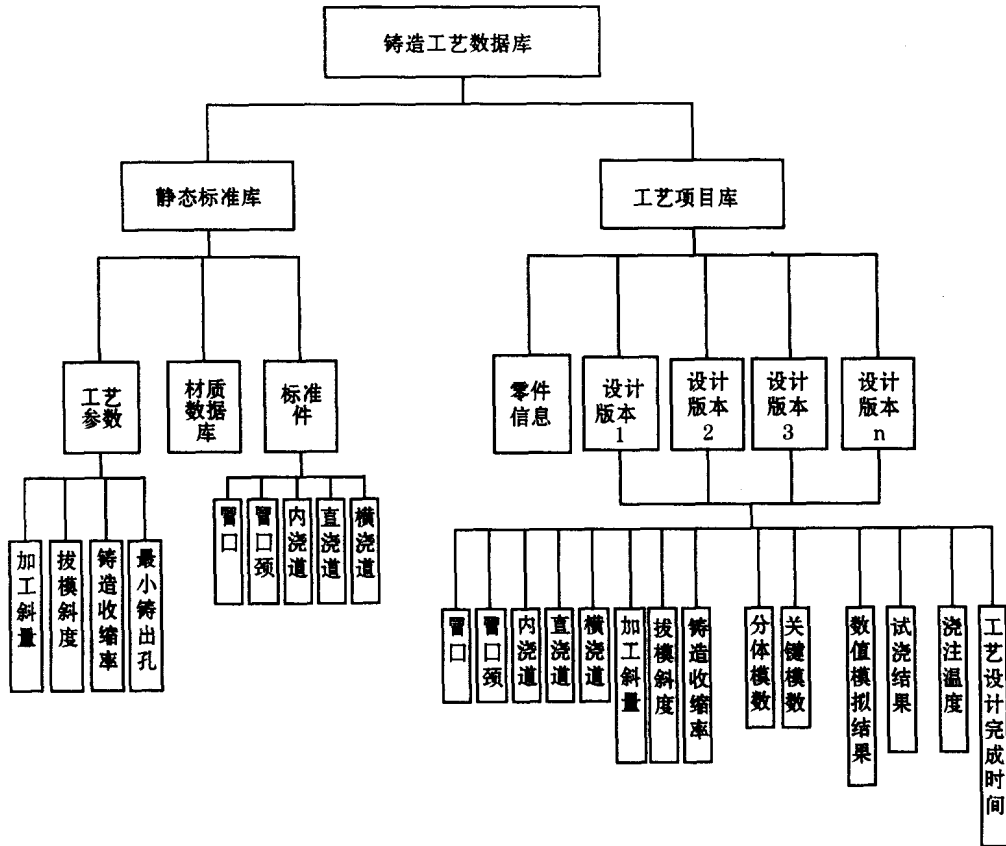 铸造工艺数据库
静态标准库
工艺项目库
工艺
参数
材质
数据
库
标准
件
零件
信息
设计
版本
1
设计
版本
2
设计
版本
3
设计
版本
n
加工斜量
拔模斜度
铸造收缩率
最小铸出孔
冒口
冒口颈
内浇道
直浇道
横浇道
冒口
冒口颈
内浇道
直浇道
横浇道
加工斜量
拔模斜度
铸造收缩率
分体模数
关键模数
数值模拟结果
试浇结果
浇注温度
工艺设计完成时间